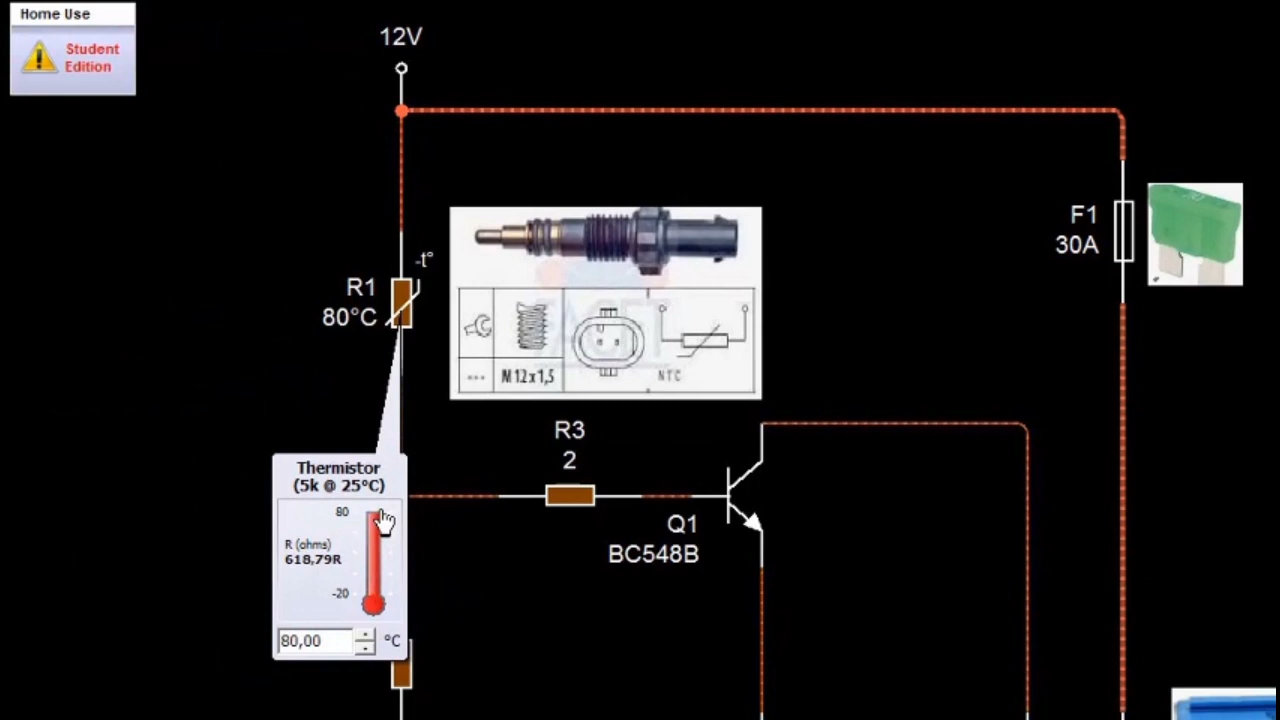 Home Use
Student
Edition
12V
F1
30A
-t°
R1
80°C
M12x1,5
NTC
R3
2
Thermistor
(5k @ 25°C)
80
R (ohms)
618,79R
-20
80,00
°C
Q1
BC548B